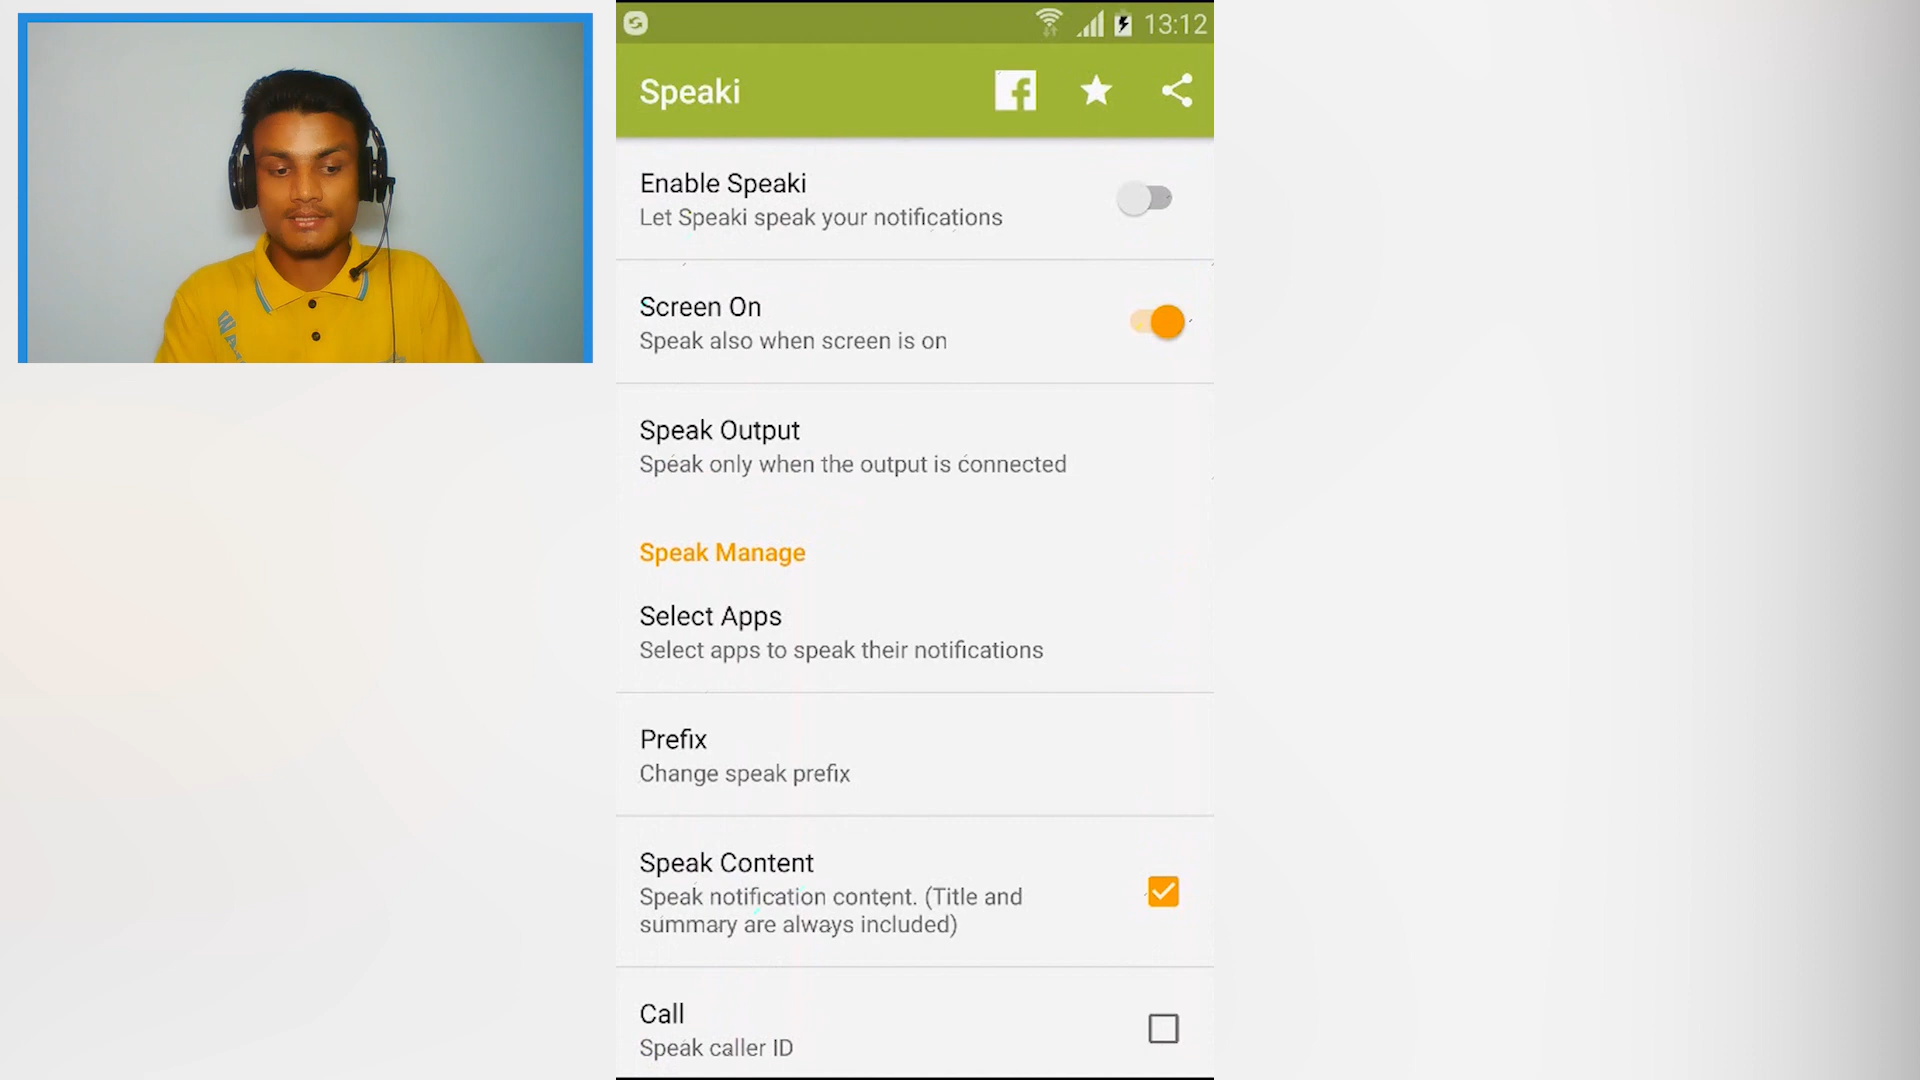 13:12
Speaki
Enable Speaki
Let Speaki speak your notifications
Screen On
Speak also when screen is on
Speak Output
Speak only when the output is connected
Speak Manage
Select Apps
Select apps to speak their notifications
Prefix
Change speak prefix
Speak Content
Speak notification content. (Title and
summary are always included)
Call
Speak caller ID